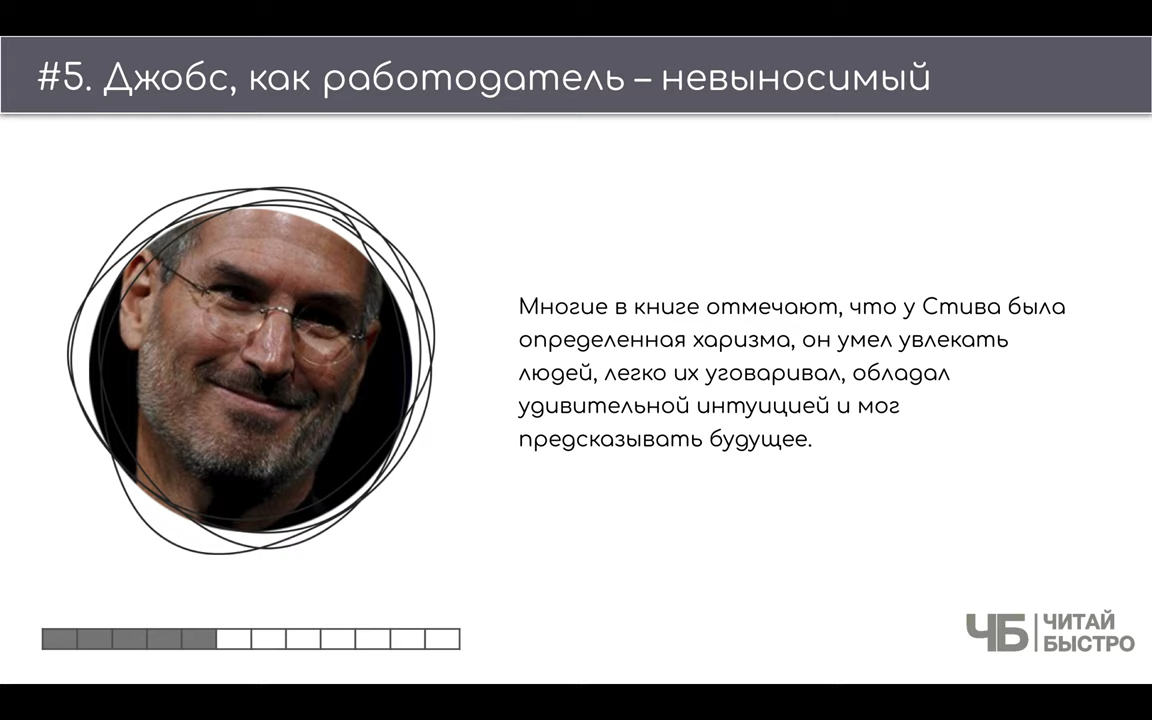 #5. Джобс, как работодатель – невыносимый
Многие в книге отмечают, что у Стива была
определенная харизма, он умел увлекать
людей, легко их уговаривал, обладал
удивительной интуицией и мог
предсказывать будущее.
ЧБ | ЧИТАЙ
БЫСТРО